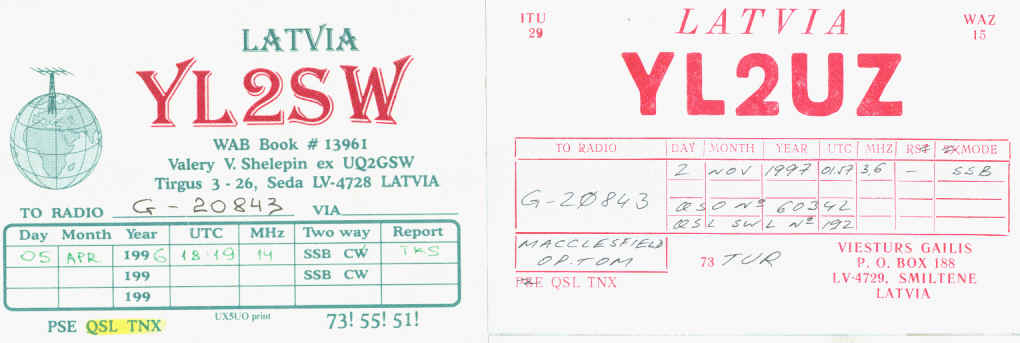 LATVIA
YL2SW
WAB Book # 13961
Valery V. Shelepin ex UQ2GSW
Tirgus 3 - 26, Seda LV-4728 LATVIA
TO RADIO G - 20843 VIA
Day Month Year UTC MHz Two way Report
05 APR 1996 18·19 14 SSB CW TKS
199 SSB CW
199
PSE QSL TNX UX5UO print 73! 55! 51!
ITU
29
LATVIA
WAZ
15
YL2UZ
TO RADIO DAY MONTH YEAR UTC MHZ MODE
G-20843 2 NOV 1997 01.57 3,6 - SSB
QSO Nº 60342
QSL SWL Nº 192
MACCLESFIELD
OP.TOM
73 TUR
PSE QSL TNX
VIESTURS GAILIS
P. O. BOX 188
LV-4729, SMILTENE
LATVIA